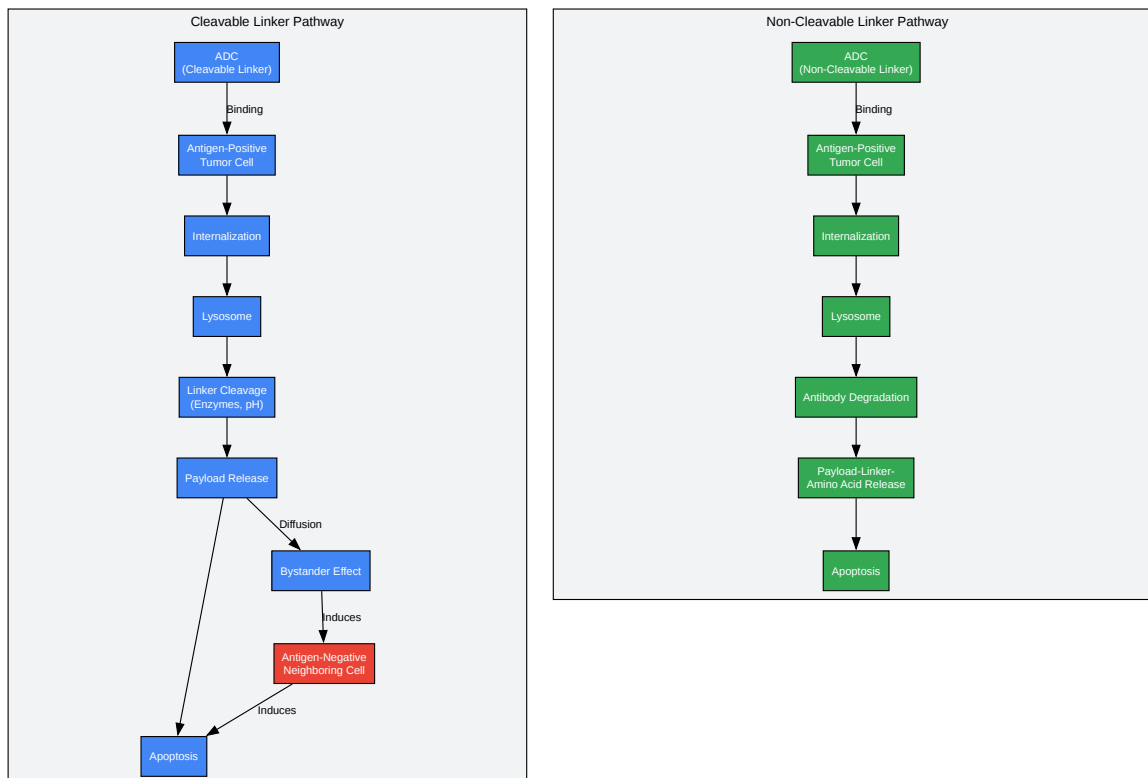 Cleavable Linker Pathway
ADC
(Cleavable Linker)
Binding
Antigen-Positive
Tumor Cell
Internalization
Lysosome
Linker Cleavage
(Enzymes, pH)
Payload Release
Diffusion
Bystander Effect
Induces
Antigen-Negative
Neighboring Cell
Induces
Apoptosis
Non-Cleavable Linker Pathway
ADC
(Non-Cleavable Linker)
Binding
Antigen-Positive
Tumor Cell
Internalization
Lysosome
Antibody Degradation
Payload-Linker-
Amino Acid Release
Apoptosis